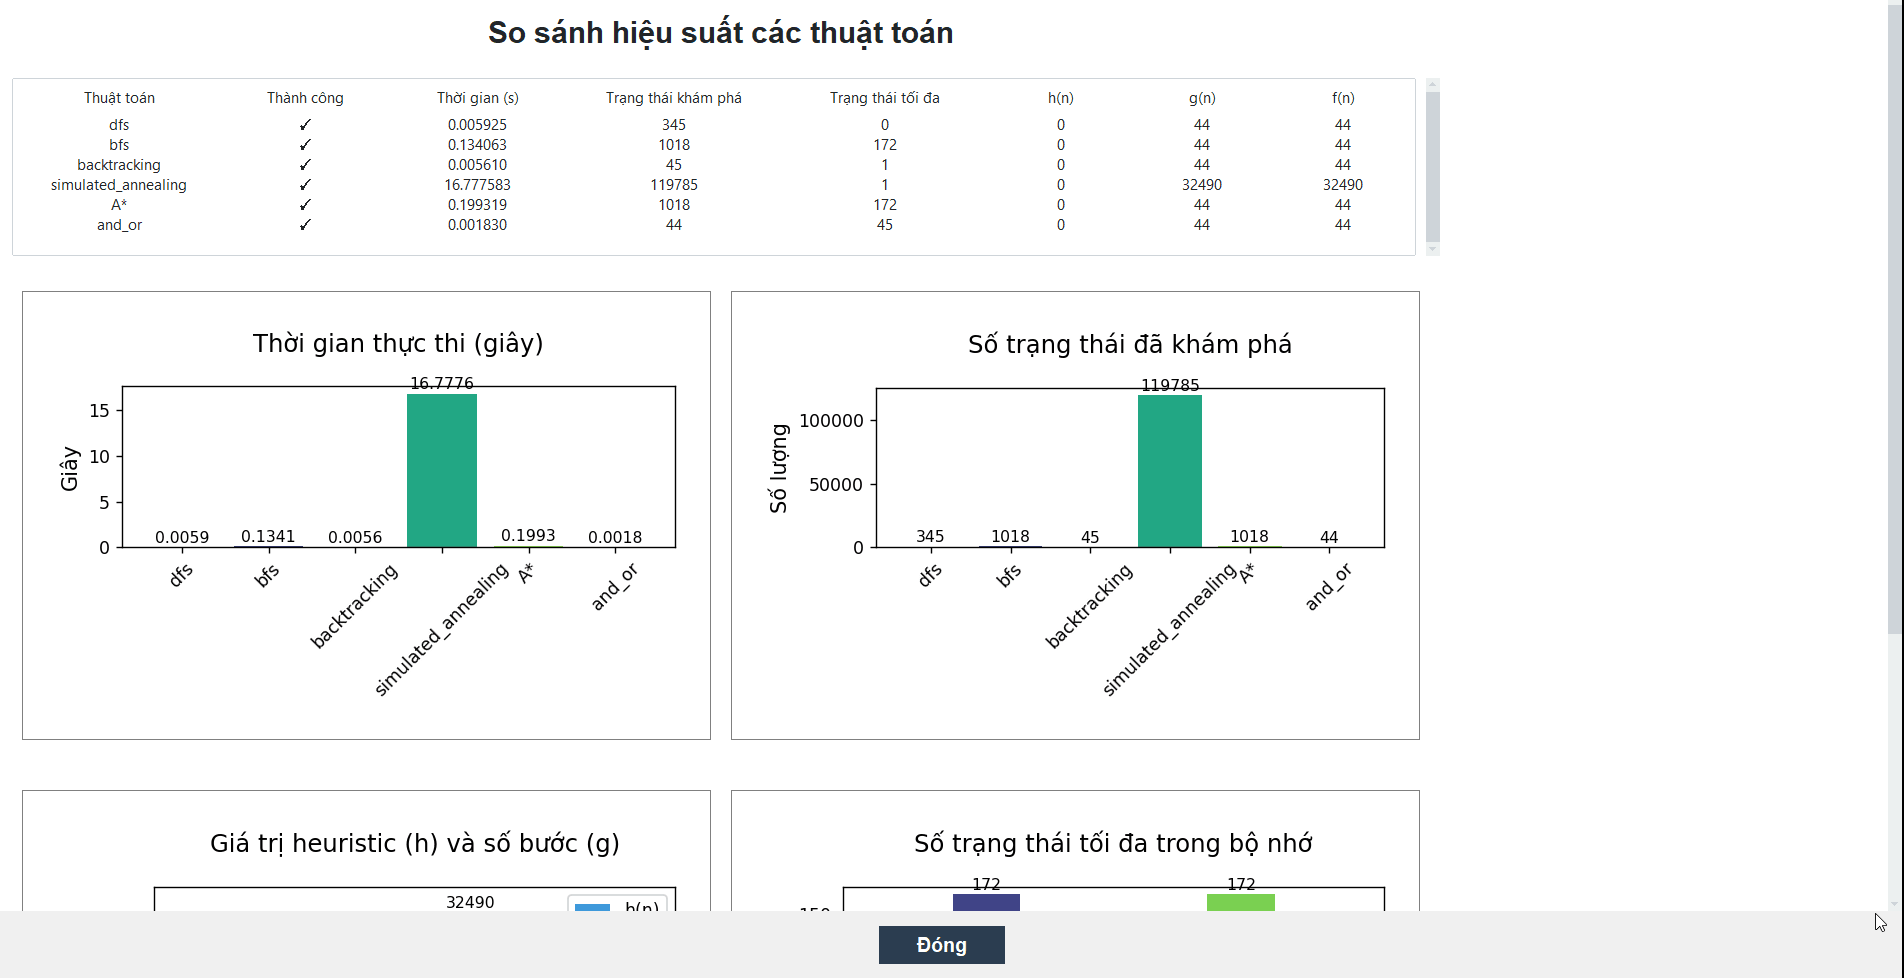 So sánh hiệu suất các thuật toán
Thuật toán Thành công Thời gian (s) Trạng thái khám phá Trạng thái tối đa h(n) g(n) f(n)
dfs ✓ 0.005925 345 0 0 44 44
bfs ✓ 0.134063 1018 172 0 44 44
backtracking ✓ 0.005610 45 1 0 44 44
simulated_annealing ✓ 16.777583 119785 1 0 32490 32490
A* ✓ 0.199319 1018 172 0 44 44
and_or ✓ 0.001830 44 45 0 44 44
Thời gian thực thi (giây)
16.7776
15
10
5
0
Giây
0.0059 0.1341 0.0056 0.1993 0.0018
dfs bfs backtracking simulated_annealing A* and_or
Số trạng thái đã khám phá
119785
100000
50000
0
Số lượng
345 1018 45 1018 44
dfs bfs backtracking simulated_annealing A* and_or
Giá trị heuristic (h) và số bước (g)
32490
h(n)
Số trạng thái tối đa trong bộ nhớ
172 172
Đóng